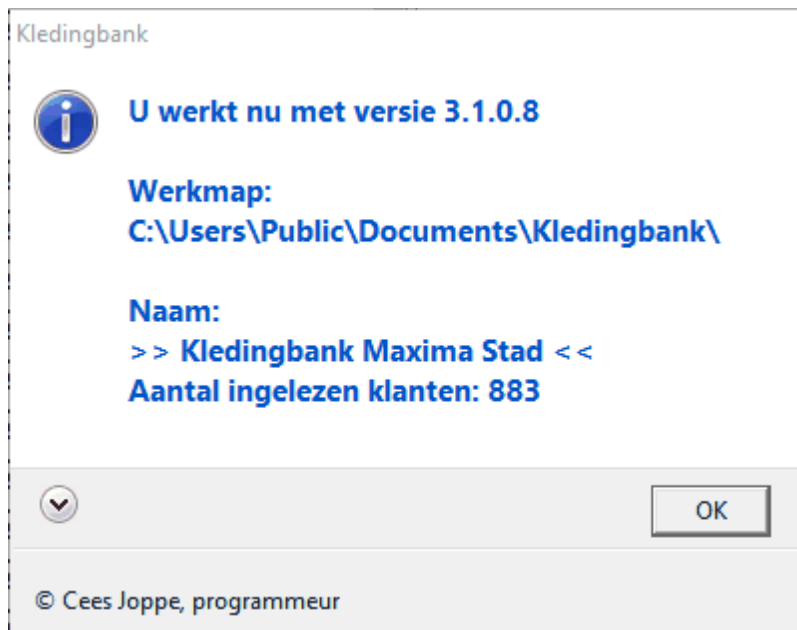 Kledingbank
U werkt nu met versie 3.1.0.8
Werkmap:
C:\Users\Public\Documents\Kledingbank\
Naam:
>> Kledingbank Maxima Stad <<
Aantal ingelezen klanten: 883
OK
© Cees Joppe, programmeur